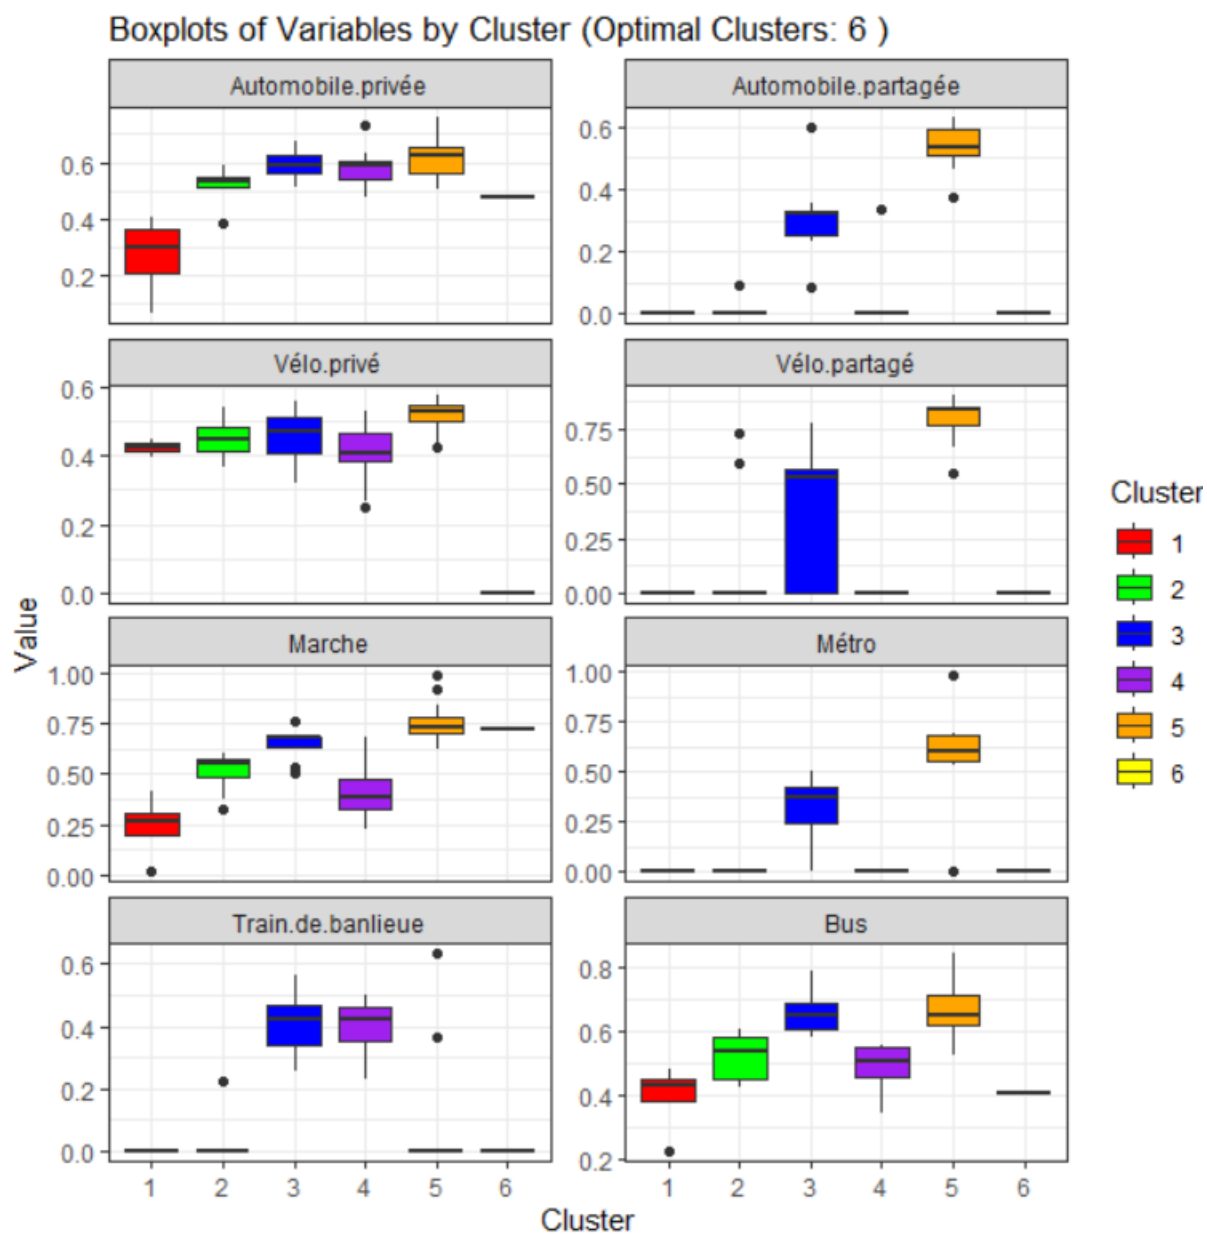 Boxplots of Variables by Cluster (Optimal Clusters: 6 )
Automobile.privée
Automobile.partagée
0.6
0.4
0.2
0.6
0.4
0.2
0.0
Vélo.privé
Vélo.partagé
0.6
0.4
0.2
0.0
0.75
0.50
0.25
0.00
Marche
Métro
1.00
0.75
0.50
0.25
0.00
1.00
0.75
0.50
0.25
0.00
Train.de.banlieue
Bus
0.6
0.4
0.2
0.0
0.8
0.6
0.4
0.2
1 2 3 4 5 6
1 2 3 4 5 6
Cluster
Value
Cluster
1
2
3
4
5
6